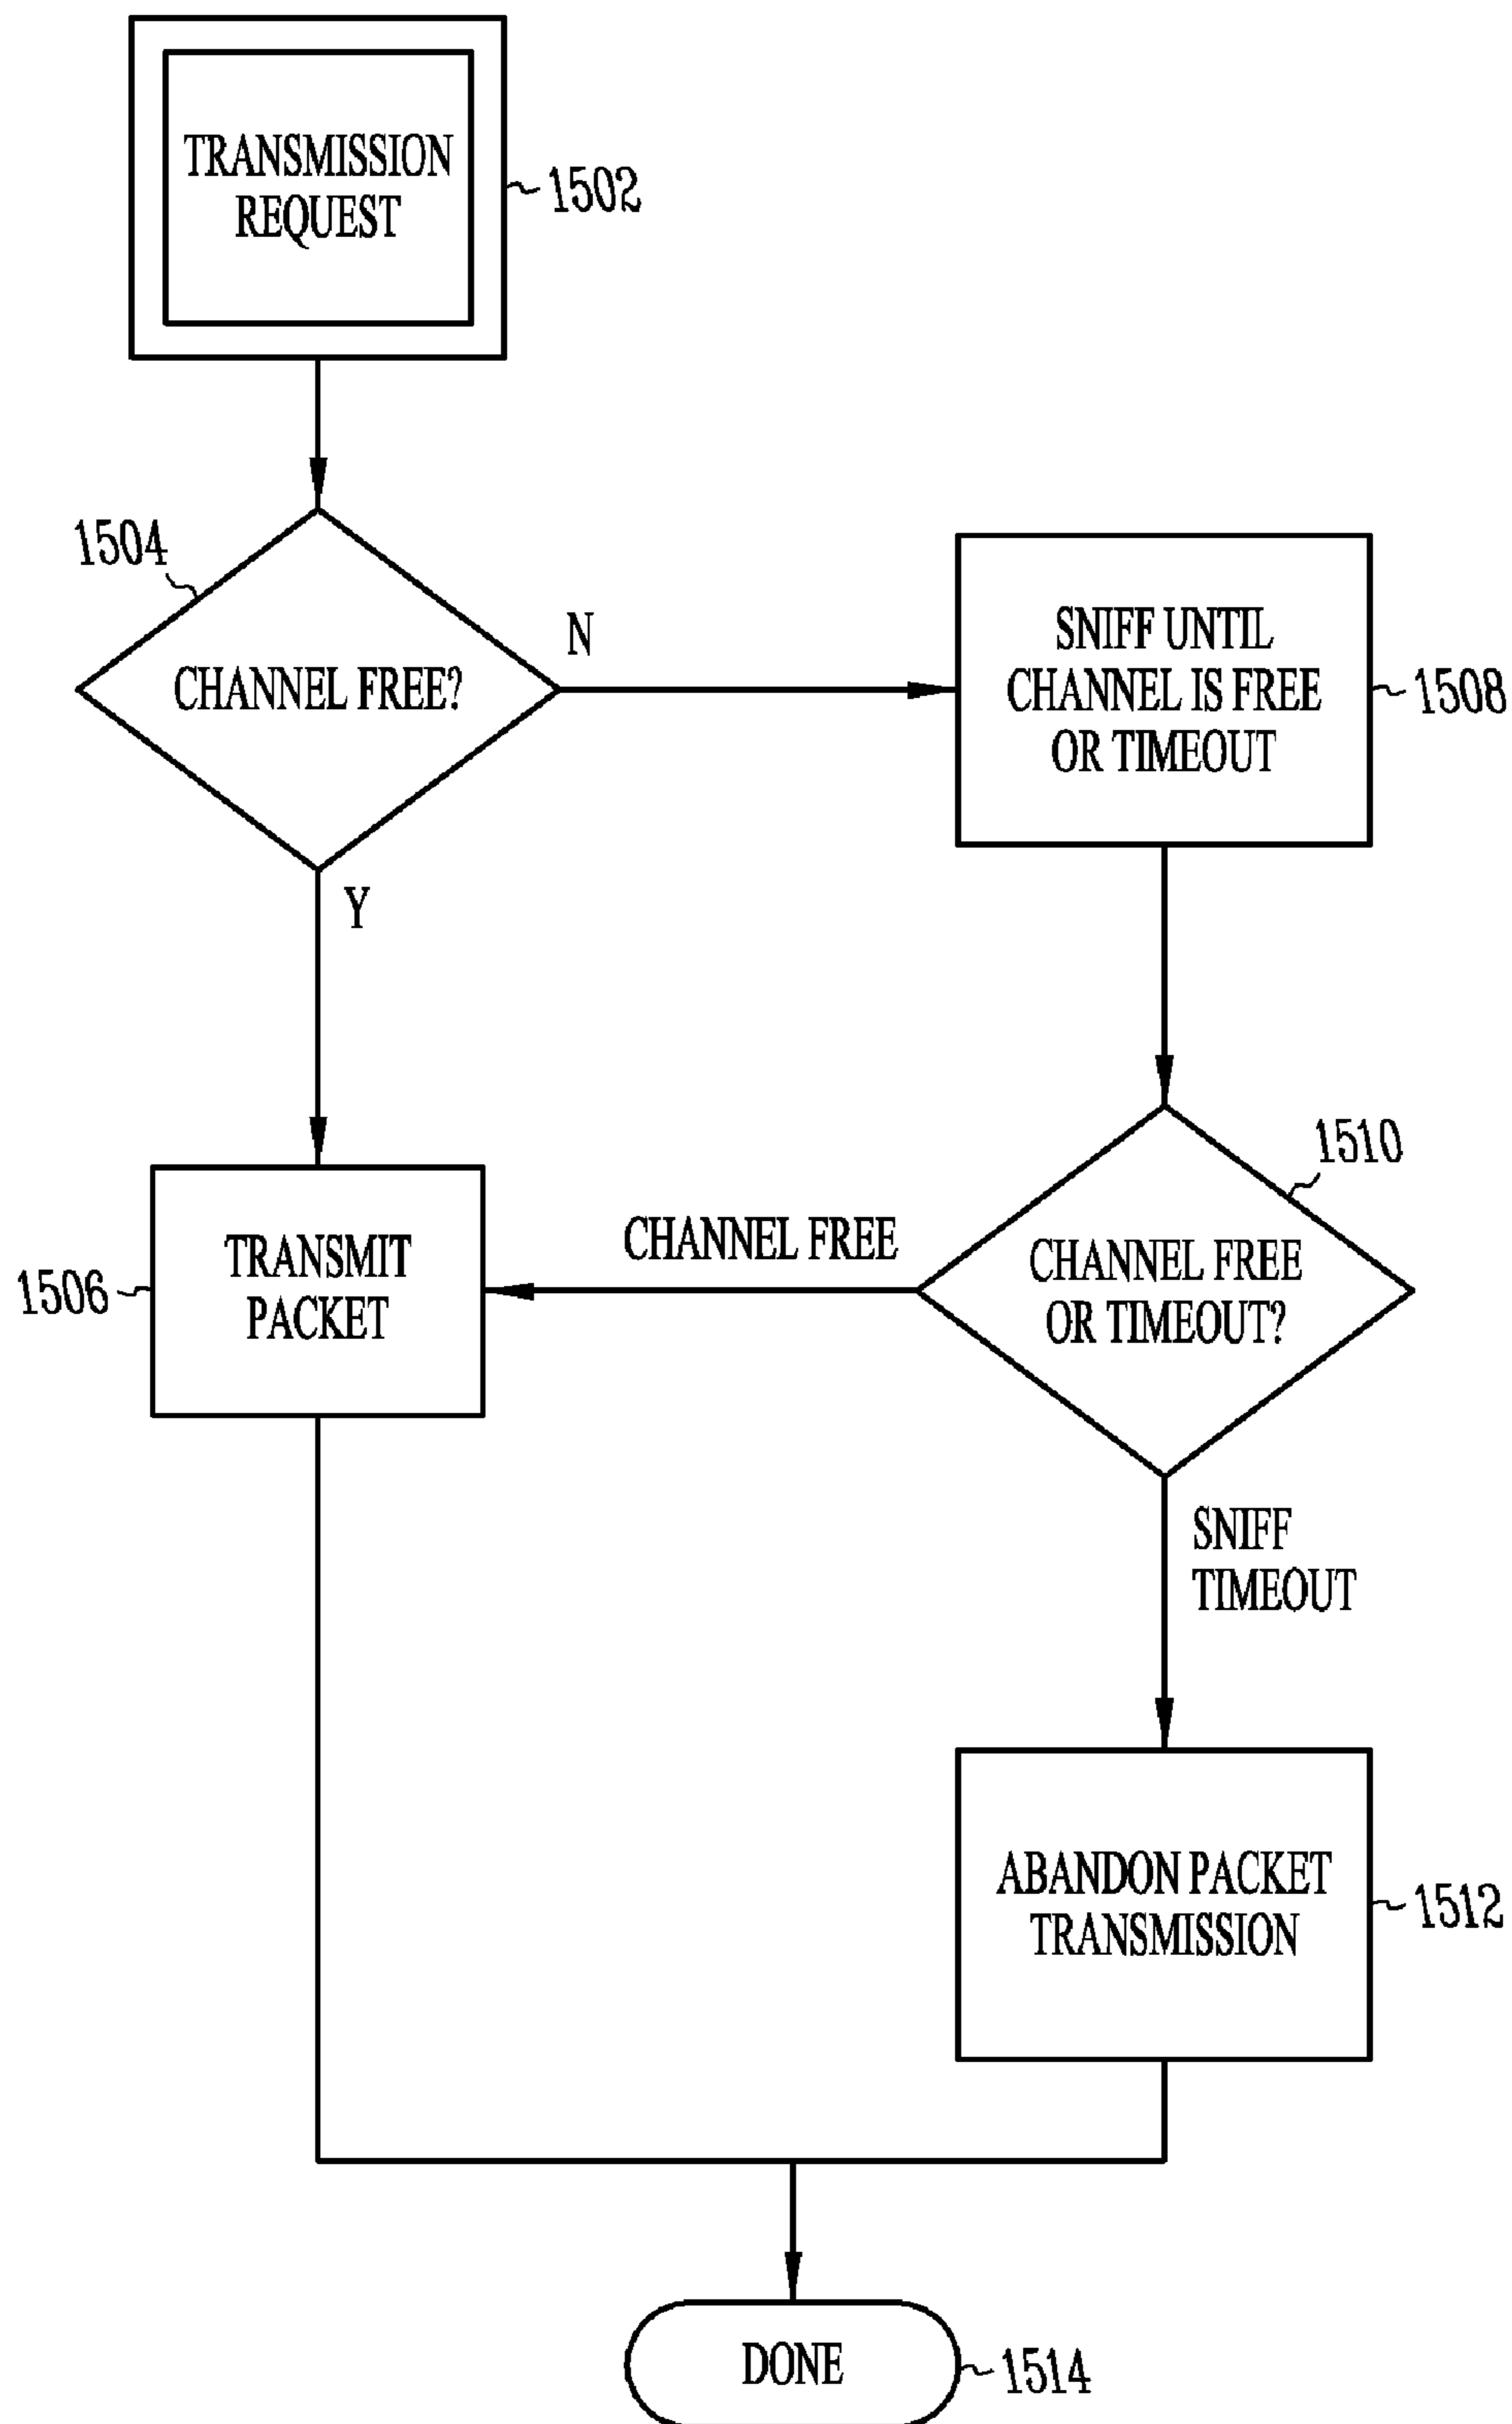 TRANSMISSION
REQUEST
1502
1504
CHANNEL FREE?
N
Y
SNIFF UNTIL
CHANNEL IS FREE
OR TIMEOUT
1508
1510
CHANNEL FREE
OR TIMEOUT?
CHANNEL FREE
TRANSMIT
PACKET
1506
SNIFF
TIMEOUT
ABANDON PACKET
TRANSMISSION
1512
DONE
1514